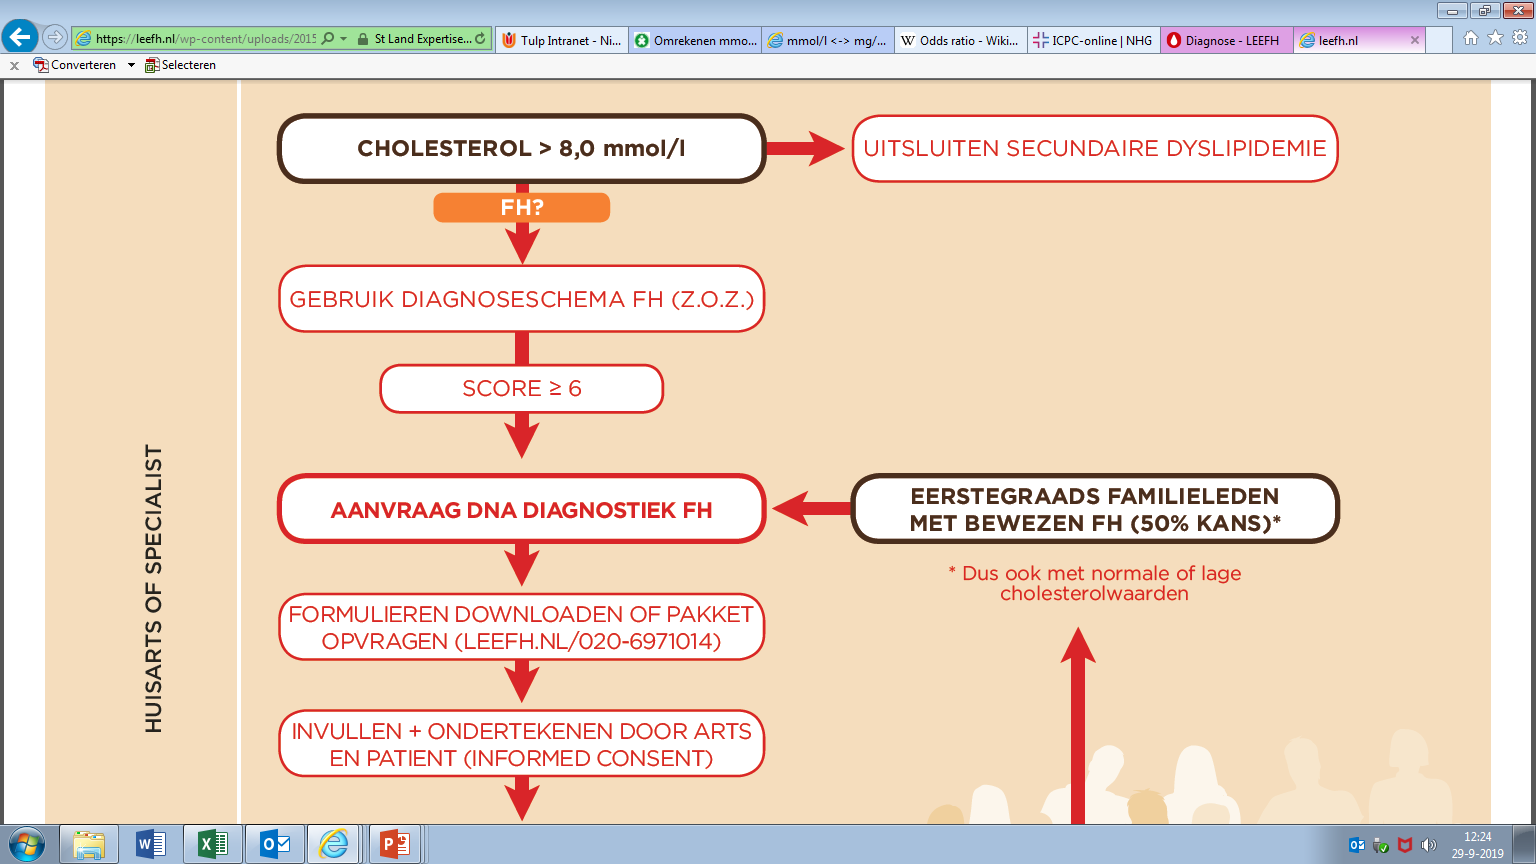 https://leefh.nl/wp-content/uploads/2015
St Land Expertise...
Tulp Intranet - Ni...
Omrekenen mmo...
mmol/l <-> mg/...
Odds ratio - Wiki...
ICPC-online | NHG
Diagnose - LEEFH
leefh.nl
x Converteren
Selecteren
CHOLESTEROL > 8,0 mmol/l
UITSLUITEN SECUNDAIRE DYSLIPIDEMIE
FH?
GEBRUIK DIAGNOSESCHEMA FH (Z.O.Z.)
SCORE ≥ 6
HUISARTS OF SPECIALIST
AANVRAAG DNA DIAGNOSTIEK FH
EERSTEGRAADS FAMILIELEDEN
MET BEWEZEN FH (50% KANS)*
* Dus ook met normale of lage
cholesterolwaarden
FORMULIEREN DOWNLOADEN OF PAKKET
OPVRAGEN (LEEFH.NL/020-6971014)
INVULLEN + ONDERTEKENEN DOOR ARTS
EN PATIENT (INFORMED CONSENT)
12:24
29-9-2019